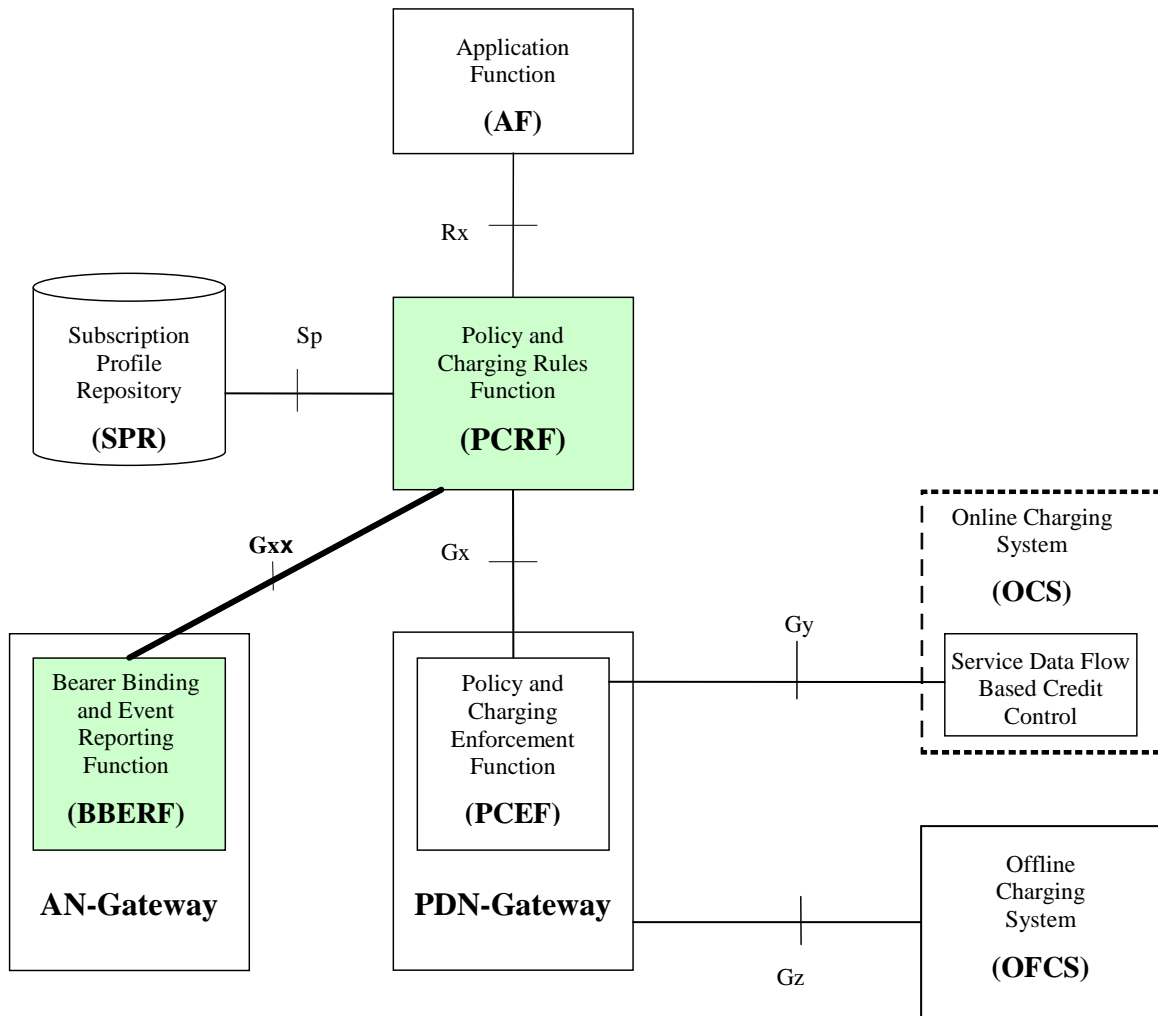 Application
Function
(AF)
Rx
Subscription
Profile
Repository
(SPR)
Sp
Policy and
Charging Rules
Function
(PCRF)
Gxx
Gx
Online Charging
System
(OCS)
Service Data Flow
Based Credit
Control
Gy
Bearer Binding
and Event
Reporting
Function
(BBERF)
AN-Gateway
Policy and
Charging
Enforcement
Function
(PCEF)
PDN-Gateway
Gz
Offline
Charging
System
(OFCS)